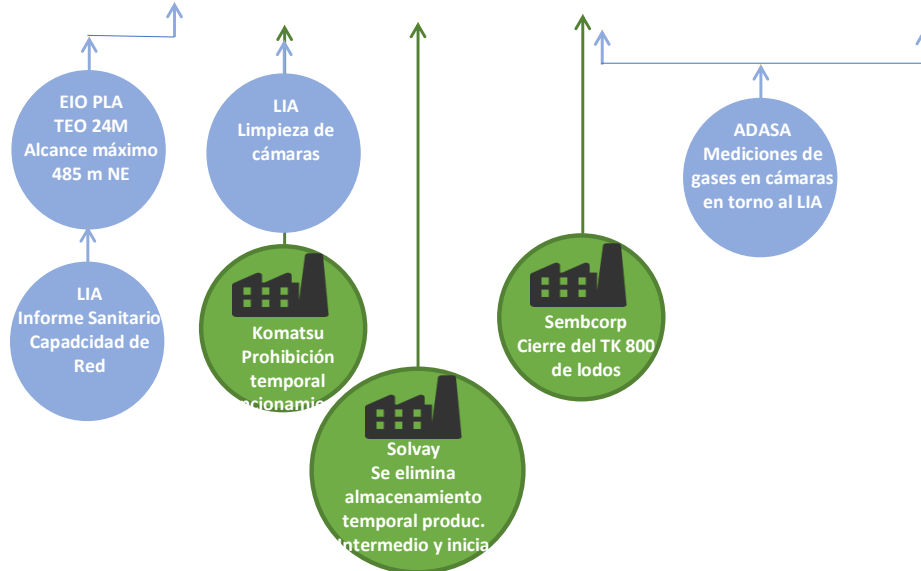 EIO PLA
TEO 24M
Alcance máximo
485 m NE
LIA
Informe Sanitario
Capadcidad de
Red
LIA
Limpieza de
cámaras
Komatsu
Prohibición
temporal
Solvay
Se elimina
almacenamiento
temporal produc.
Intermedio y inicia
Sembcorp
Cierre del TK 800
de lodos
ADASA
Mediciones de
gases en cámaras
en torno al LIA